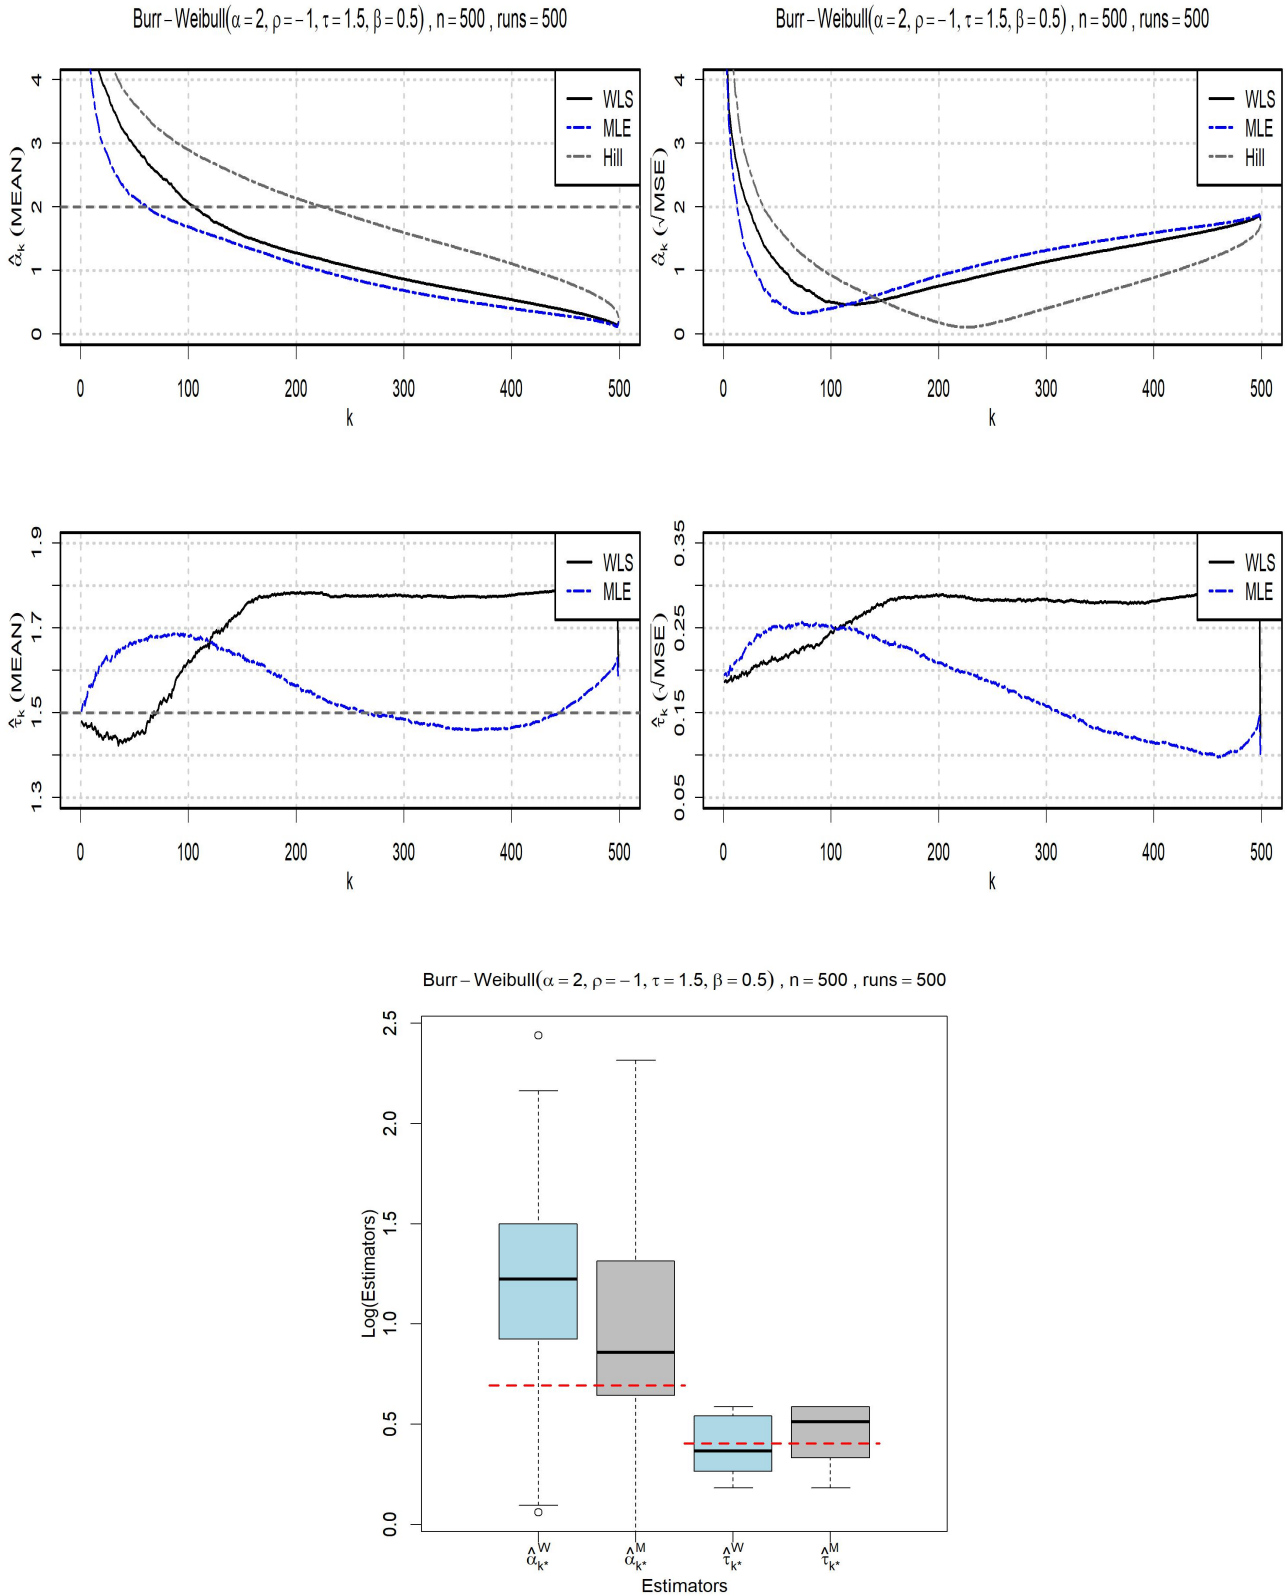 Burr−Weibull(α=2, ρ=−1, τ=1.5, β=0.5) , n=500 , runs=500
α̂ₖ (MEAN)
4
3
2
1
0
WLS
MLE
Hill
0 100 200 300 400 500
k
Burr−Weibull(α=2, ρ=−1, τ=1.5, β=0.5) , n=500 , runs=500
α̂ₖ (√MSE)
4
3
2
1
0
WLS
MLE
Hill
0 100 200 300 400 500
k
τ̂ₖ (MEAN)
1.9
1.7
1.5
1.3
WLS
MLE
0 100 200 300 400 500
k
τ̂ₖ (√MSE)
0.35
0.25
0.15
0.05
WLS
MLE
0 100 200 300 400 500
k
Burr−Weibull(α=2, ρ=−1, τ=1.5, β=0.5) , n=500 , runs=500
Log(Estimators)
2.5
2.0
1.5
1.0
0.5
0.0
α̂ᵂₖ* α̂ᴹₖ* τ̂ᵂₖ* τ̂ᴹₖ*
Estimators